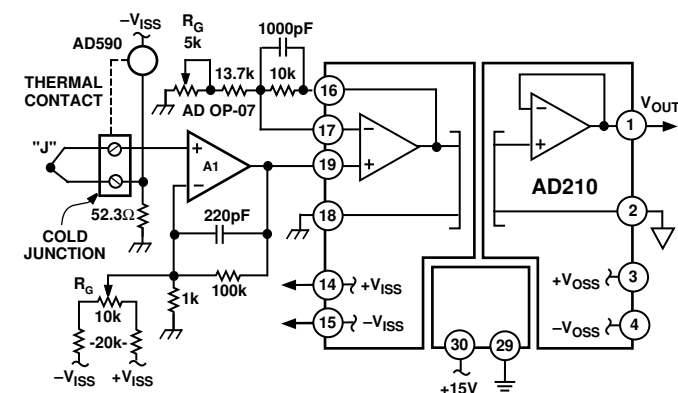 –VISS
AD590
RG
5k
1000pF
13.7k
10k
THERMAL
CONTACT
AD OP-07
16
17
VOUT
1
"J"
+
A1
–
19
–
+
–
+
AD210
18
2
COLD
JUNCTION
52.3Ω
220pF
100k
RG
10k
1k
-20k-
–VISS
+VISS
14
+VISS
15
–VISS
30
29
+15V
+VOSS
3
–VOSS
4